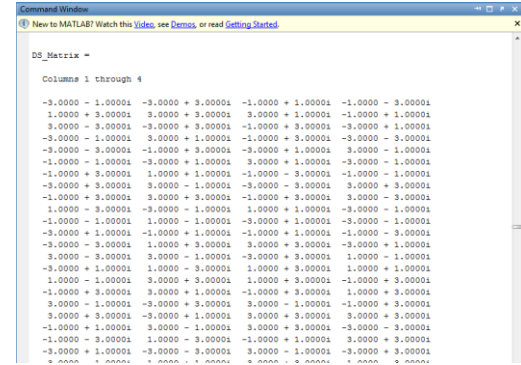 Command Window
New to MATLAB? Watch this Video, see Demos, or read Getting Started.
DS_Matrix =
Columns 1 through 4
-3.0000 - 1.0000i -3.0000 + 3.0000i -1.0000 + 1.0000i -1.0000 - 3.0000i
1.0000 + 3.0000i 3.0000 + 3.0000i 3.0000 + 1.0000i -1.0000 + 1.0000i
3.0000 - 3.0000i -3.0000 + 3.0000i -1.0000 + 3.0000i -1.0000 + 1.0000i
-3.0000 - 1.0000i 3.0000 + 1.0000i -3.0000 + 3.0000i -3.0000 - 3.0000i
-3.0000 - 3.0000i -1.0000 + 3.0000i -3.0000 + 3.0000i 3.0000 - 1.0000i
-1.0000 - 1.0000i -3.0000 + 1.0000i 3.0000 + 1.0000i -3.0000 - 1.0000i
-1.0000 + 3.0000i 1.0000 + 1.0000i -1.0000 - 3.0000i -1.0000 - 1.0000i
-3.0000 + 3.0000i 3.0000 - 1.0000i -3.0000 - 3.0000i 3.0000 + 3.0000i
-3.0000 + 1.0000i 3.0000 + 3.0000i -1.0000 + 3.0000i 3.0000 - 3.0000i
1.0000 - 3.0000i -3.0000 - 1.0000i 1.0000 + 1.0000i -3.0000 - 1.0000i
-1.0000 - 1.0000i 1.0000 - 1.0000i -1.0000 + 1.0000i -3.0000 - 1.0000i
-3.0000 + 1.0000i -1.0000 + 1.0000i -1.0000 - 1.0000i -1.0000 - 3.0000i
-3.0000 - 3.0000i 1.0000 + 3.0000i 3.0000 + 3.0000i -3.0000 + 1.0000i
3.0000 - 3.0000i 3.0000 - 1.0000i -3.0000 + 3.0000i 1.0000 - 1.0000i
-3.0000 + 1.0000i 1.0000 - 3.0000i 1.0000 + 3.0000i 1.0000 + 1.0000i
1.0000 - 1.0000i -3.0000 + 3.0000i 1.0000 + 3.0000i -1.0000 + 3.0000i
-1.0000 + 3.0000i 3.0000 + 3.0000i -1.0000 + 1.0000i 1.0000 + 3.0000i
3.0000 - 1.0000i -3.0000 + 3.0000i 3.0000 - 1.0000i -1.0000 + 3.0000i
3.0000 + 3.0000i -3.0000 + 3.0000i -1.0000 + 3.0000i -3.0000 + 3.0000i
-1.0000 + 1.0000i 3.0000 - 1.0000i 3.0000 + 3.0000i -3.0000 - 3.0000i
-3.0000 - 3.0000i 1.0000 - 3.0000i -1.0000 + 1.0000i 3.0000 - 3.0000i
-3.0000 + 1.0000i -3.0000 - 3.0000i 3.0000 - 1.0000i -3.0000 + 3.0000i